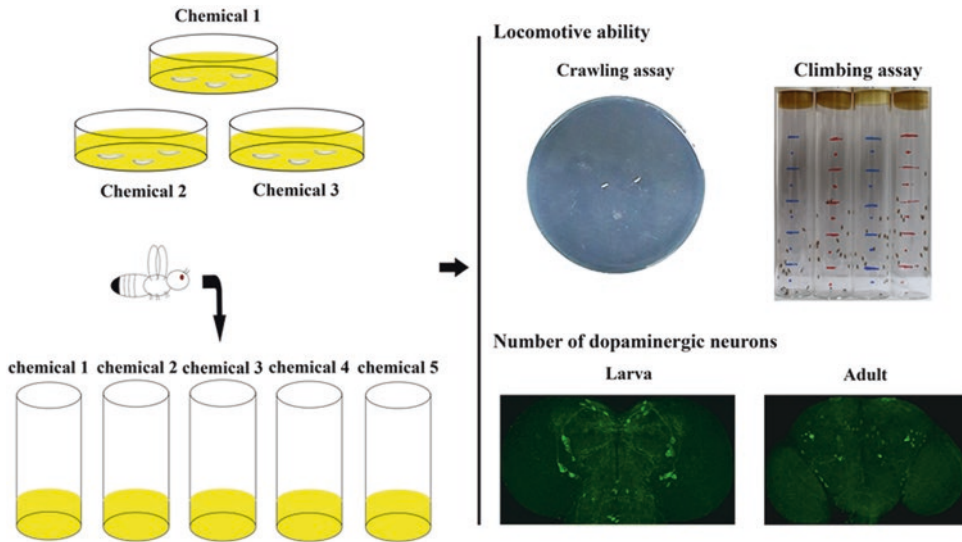 Chemical 1
Chemical 2
Chemical 3
chemical 1
chemical 2
chemical 3
chemical 4
chemical 5
Locomotive ability
Crawling assay
Climbing assay
Number of dopaminergic neurons
Larva
Adult